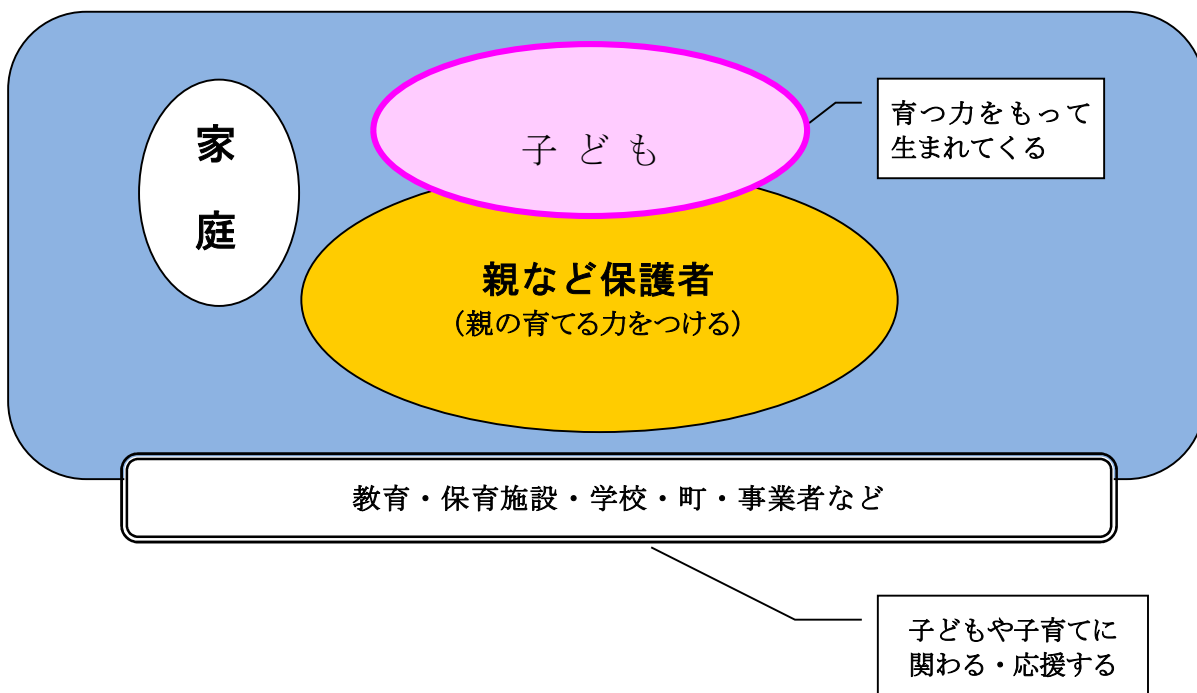 家
庭
子 ど も
育つ力をもって
生まれてくる
親など保護者
（親の育てる力をつける）
教育・保育施設・学校・町・事業者など
子どもや子育てに
関わる・応援する